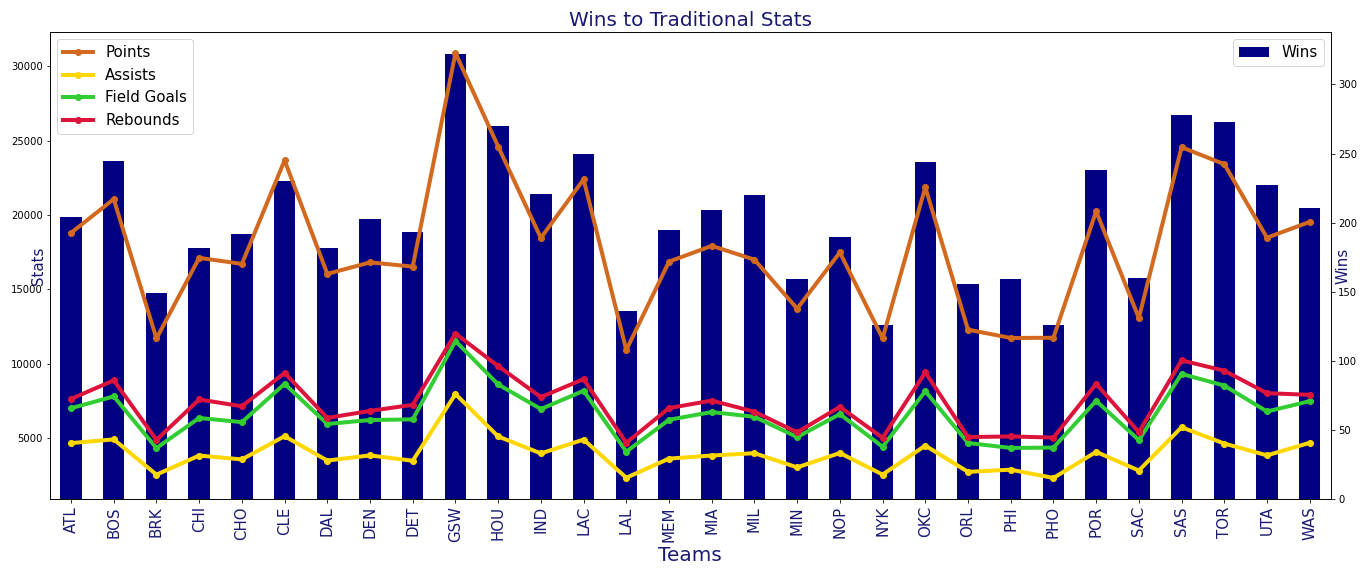 Wins to Traditional Stats
Points
Assists
Field Goals
Rebounds
Wins
30000
25000
20000
15000
10000
5000
Stats
300
250
200
150
100
50
0
Wins
ATL BOS BRK CHI CHO CLE DAL DEN DET GSW HOU IND LAC LAL MEM MIA MIL MIN NOP NYK OKC ORL PHI PHO POR SAC SAS TOR UTA WAS
Teams